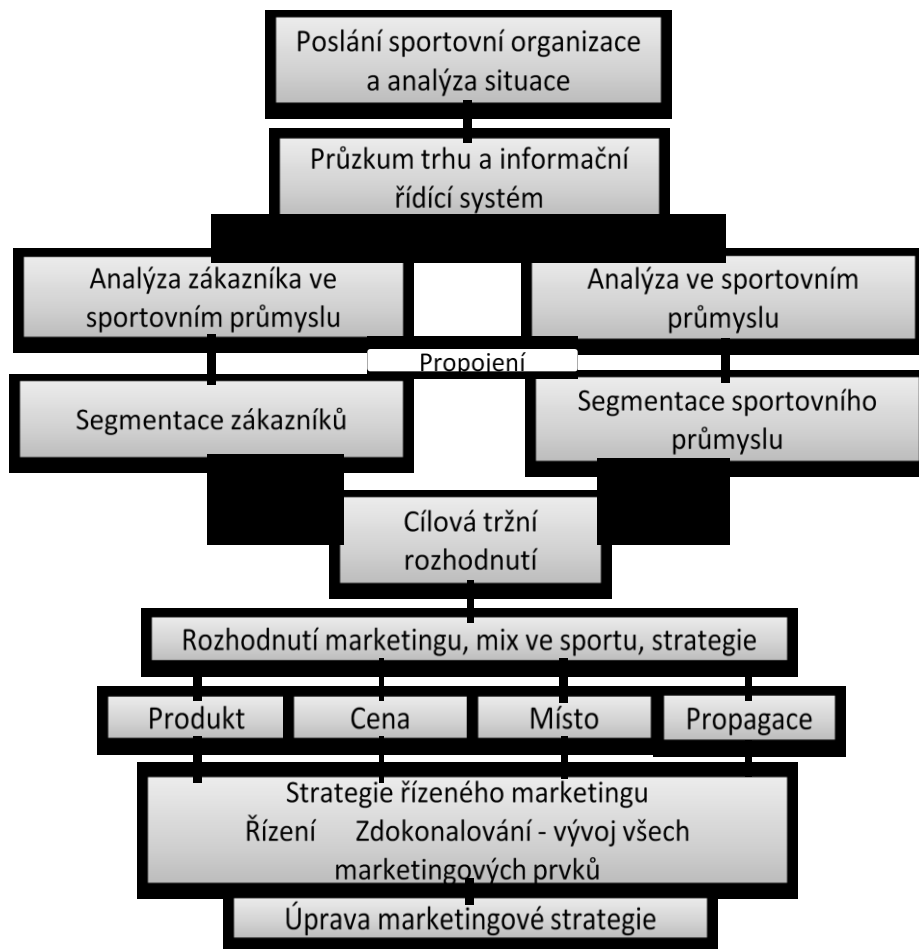 Poslání sportovní organizace
a analýza situace
Průzkum trhu a informační
řídící systém
Analýza zákazníka ve
sportovním průmyslu
Analýza ve sportovním
průmyslu
Propojení
Segmentace zákazníků
Segmentace sportovního
průmyslu
Cílová tržní
rozhodnutí
Rozhodnutí marketingu, mix ve sportu, strategie
Produkt
Cena
Místo
Propagace
Strategie řízeného marketingu
Řízení Zdokonalování - vývoj všech
marketingových prvků
Úprava marketingové strategie